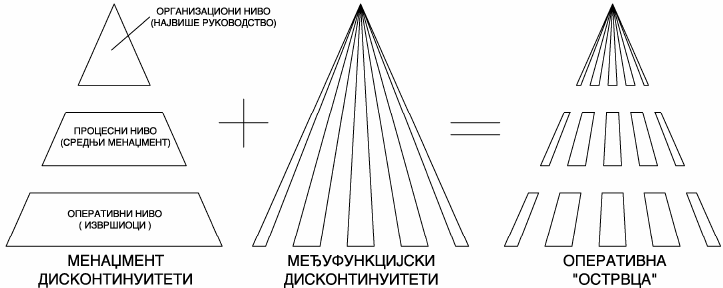 ОРГАНИЗАЦИОНИ НИВО
(НАЈВИШЕ РУКОВОДСТВО)
ПРОЦЕСНИ НИВО
(СРЕДЊИ МЕНАЏМЕНТ)
ОПЕРАТИВНИ НИВО
( ИЗВРШИОЦИ )
МЕНАЏМЕНТ
ДИСКОНТИНУИТЕТИ
МЕЂУФУНКЦИЈСКИ
ДИСКОНТИНУИТЕТИ
ОПЕРАТИВНА
"ОСТРВЦА"